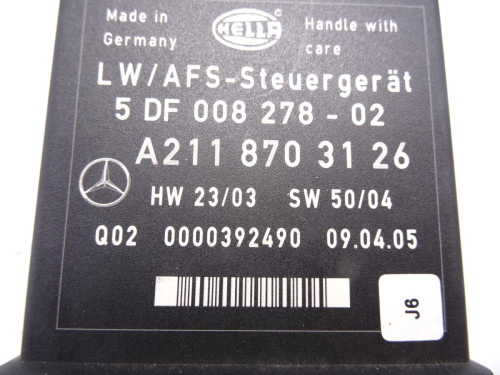 Made in
Germany
HELLA
Handle with
care
LW/AFS-Steuergerät
5 DF 008 278 - 02
A211 870 31 26
HW 23/03 SW 50/04
Q02 0000392490 09.04.05
J6